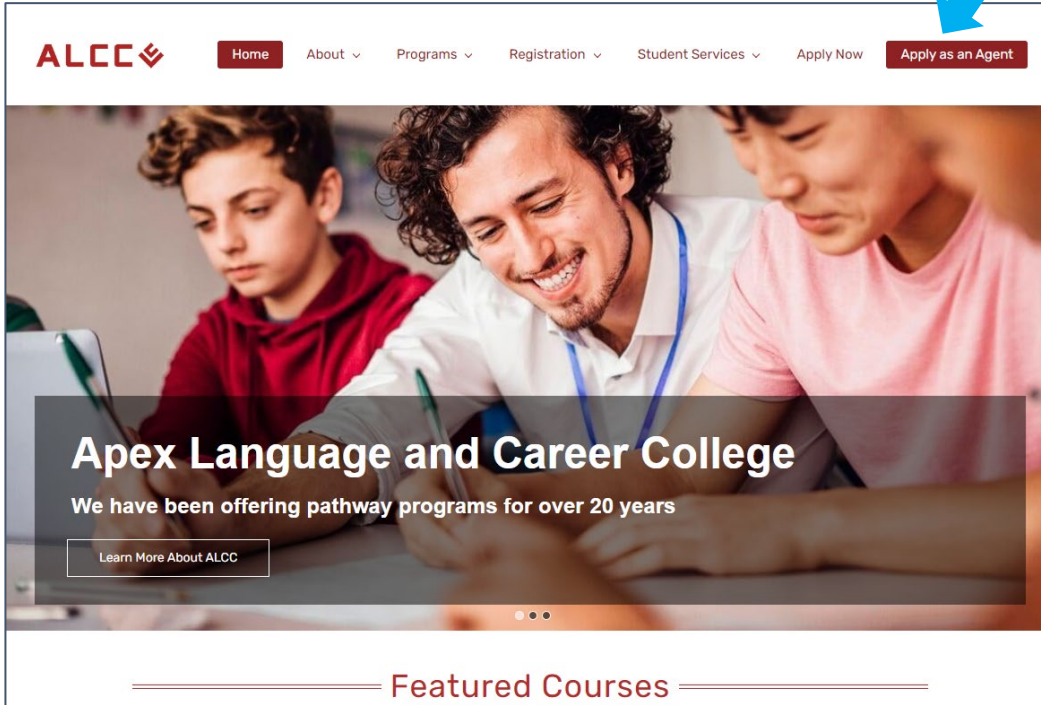 ALCC
Home About Programs Registration Student Services Apply Now Apply as an Agent
Apex Language and Career College
We have been offering pathway programs for over 20 years
Learn More About ALCC
Featured Courses